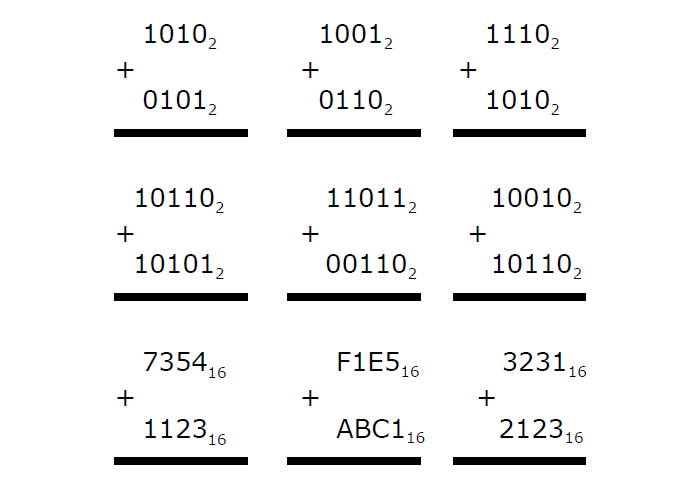 1010₂ 1001₂ 1110₂
+ + +
0101₂ 0110₂ 1010₂
10110₂ 11011₂ 10010₂
+ + +
10101₂ 00110₂ 10110₂
7354₁₆ F1E5₁₆ 3231₁₆
+ + +
1123₁₆ ABC1₁₆ 2123₁₆